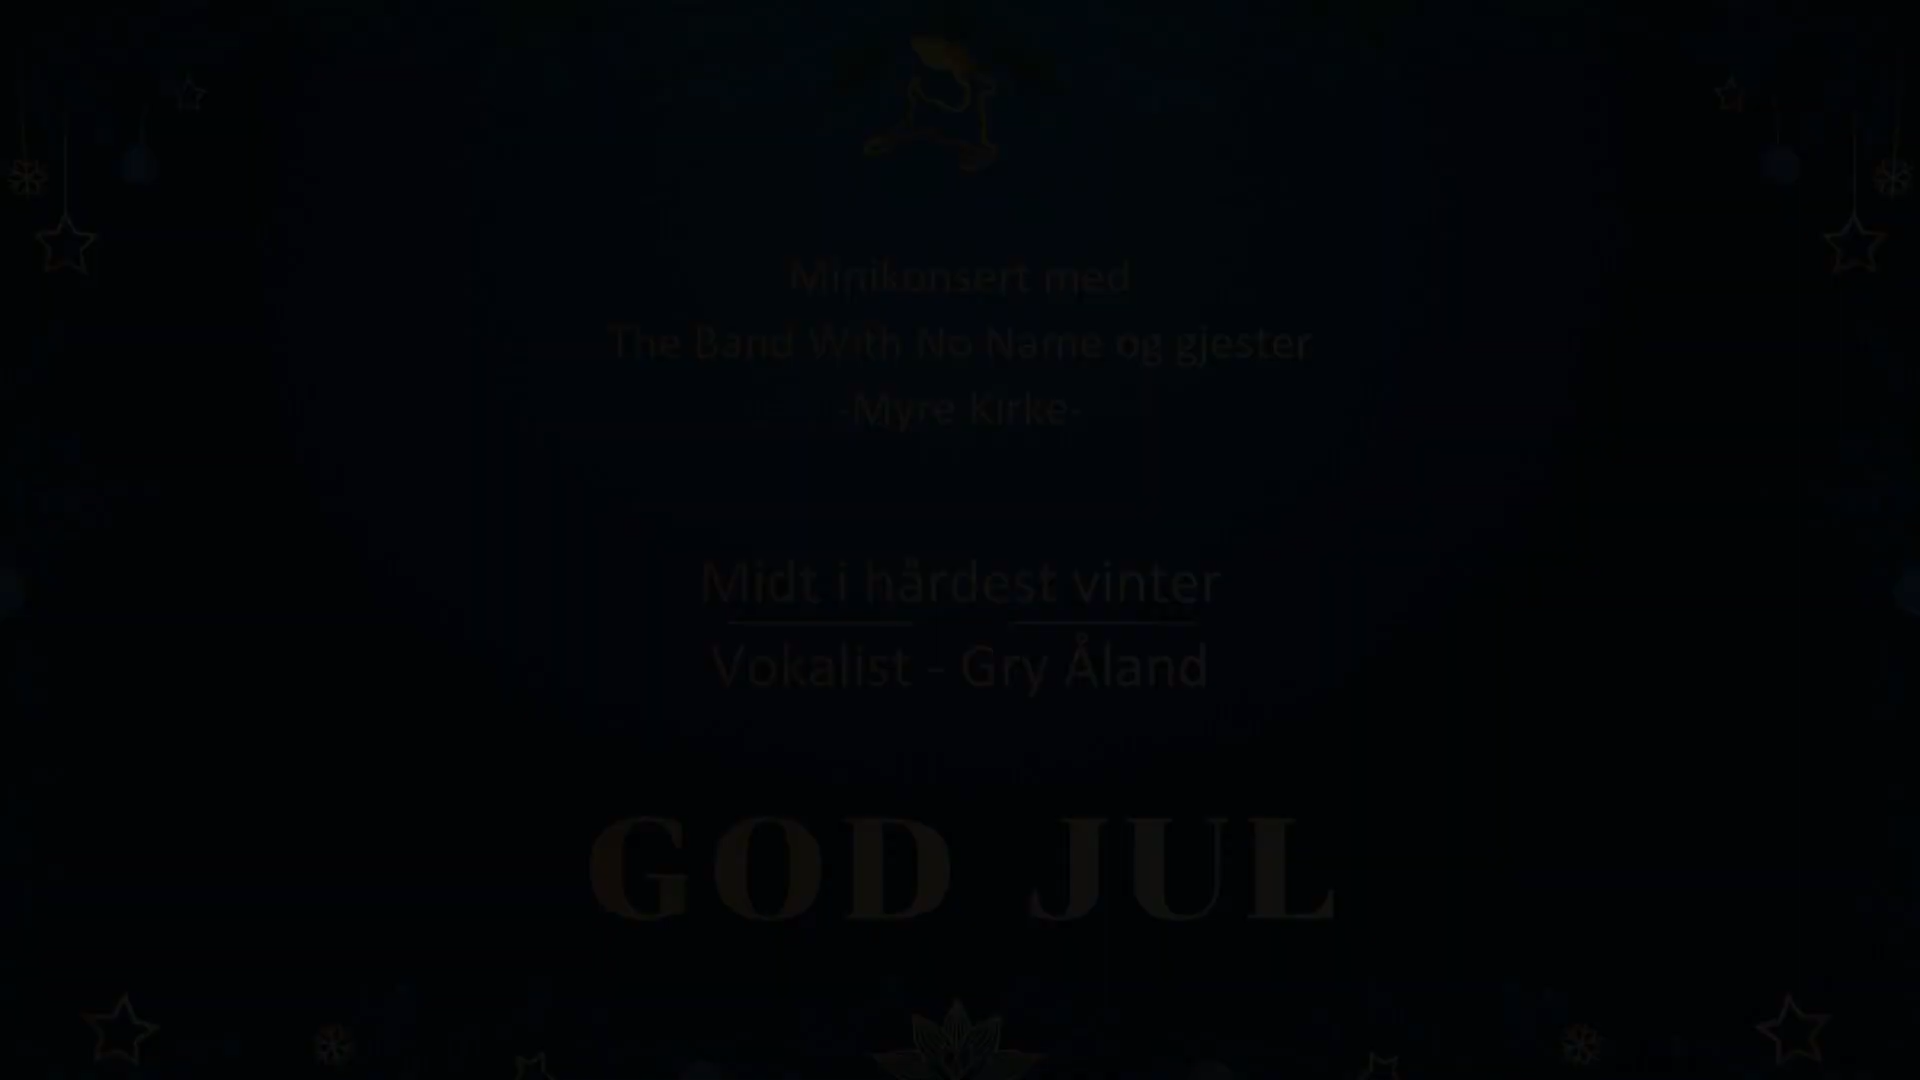 Minikonsert med
The Band With No Name og gjester
-Myre Kirke-
Midt i hårdest vinter
Vokalist - Gry Åland
GOD JUL